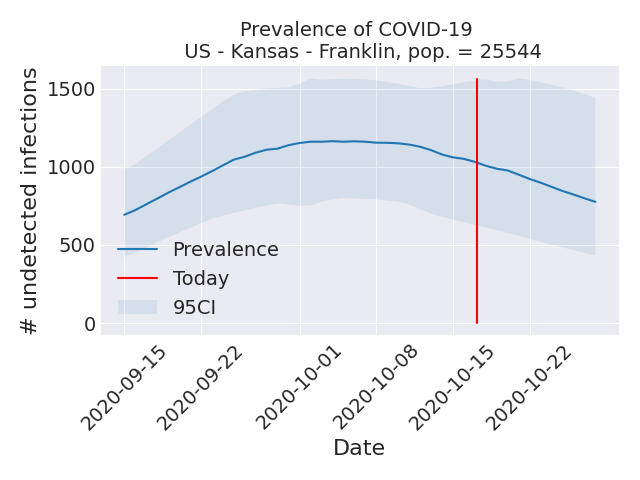 Prevalence of COVID-19
US - Kansas - Franklin, pop. = 25544
# undetected infections
1500
1000
500
0
Prevalence
Today
95CI
2020-09-15
2020-09-22
2020-10-01
2020-10-08
2020-10-15
2020-10-22
Date